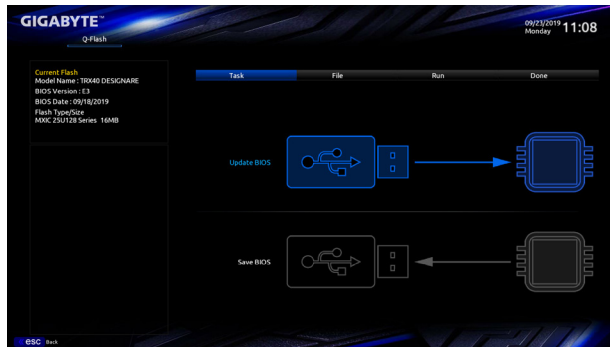 GIGABYTE™
Q-Flash
09/23/2019
Monday
11:08
Current Flash
Model Name : TRX40 DESIGNARE
BIOS Version : E3
BIOS Date : 09/18/2019
Flash Type/Size
MXIC 25U128 Series 16MB
Task File Run Done
Update BIOS
Save BIOS
esc Back